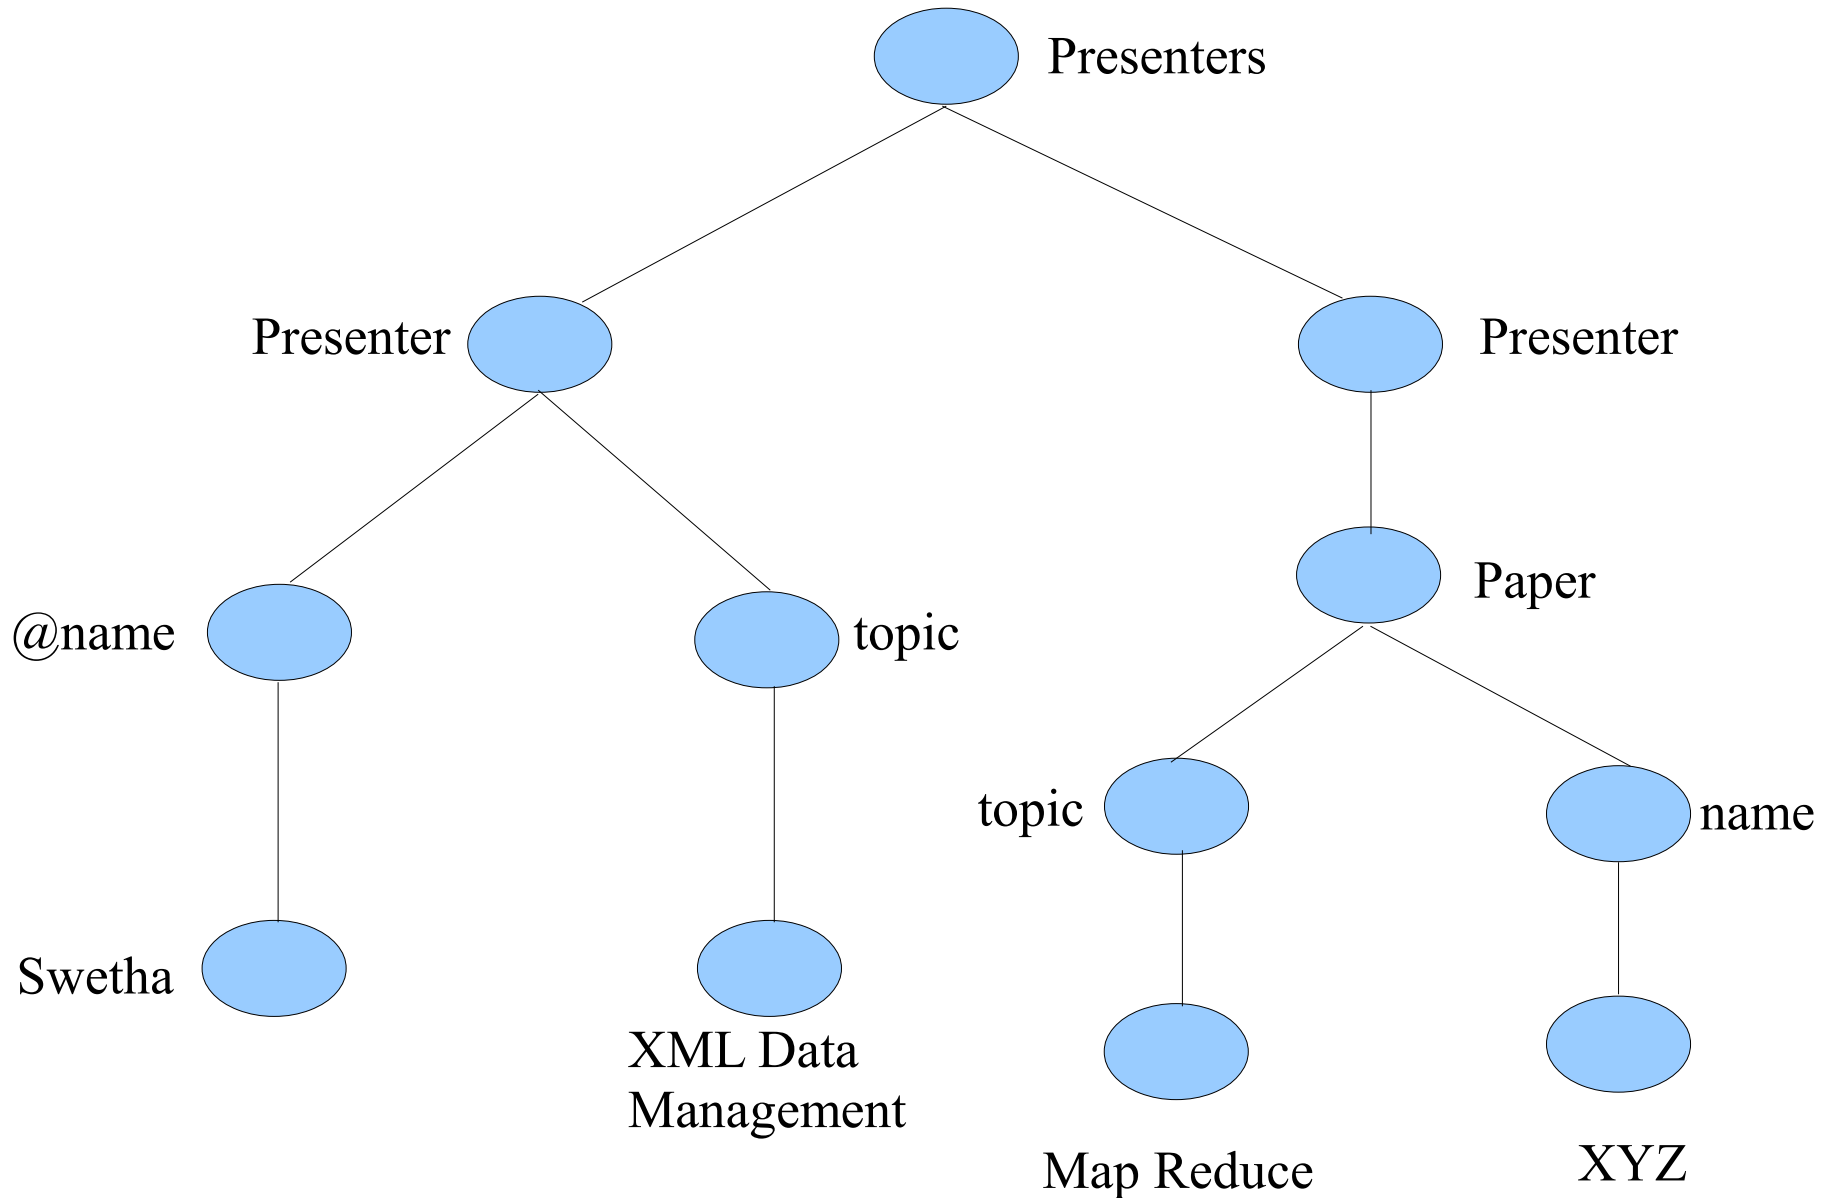 Presenters
Presenter
Presenter
Paper
@name
topic
topic
name
Swetha
XML Data
Management
Map Reduce
XYZ